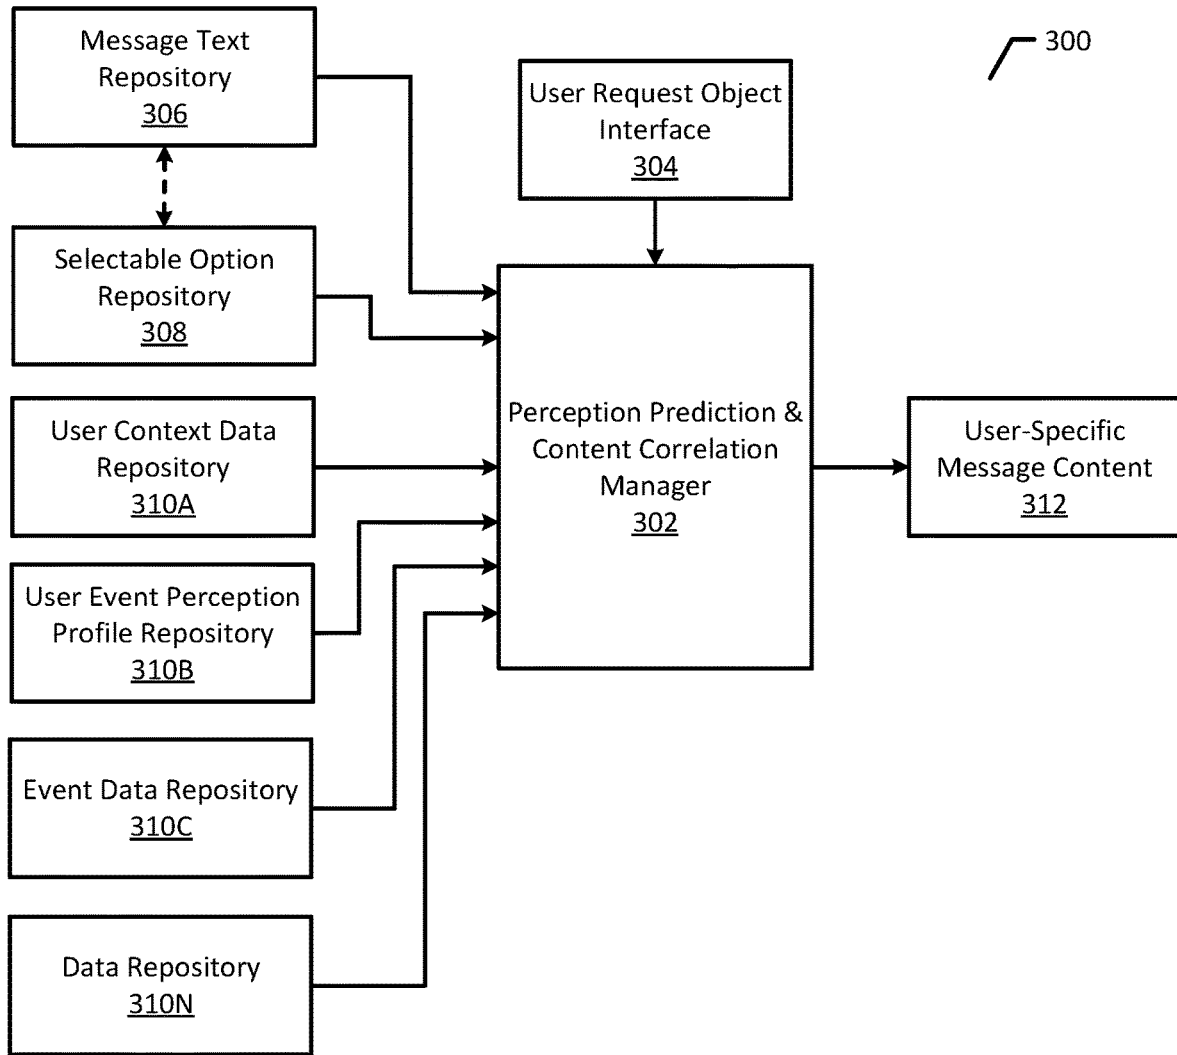 Message Text
Repository
306
300
User Request Object
Interface
304
Selectable Option
Repository
308
User Context Data
Repository
310A
Perception Prediction &
Content Correlation
Manager
302
User-Specific
Message Content
312
User Event Perception
Profile Repository
310B
Event Data Repository
310C
Data Repository
310N